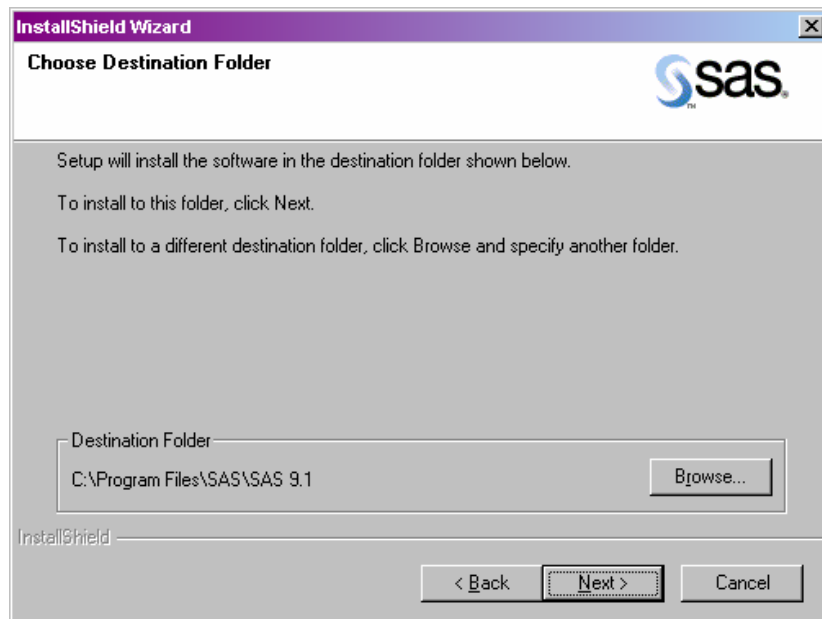 InstallShield Wizard
Choose Destination Folder
sas.
TM
Setup will install the software in the destination folder shown below.
To install to this folder, click Next.
To install to a different destination folder, click Browse and specify another folder.
Destination Folder
C:\Program Files\SAS\SAS 9.1
Browse...
InstallShield
< Back
Next >
Cancel